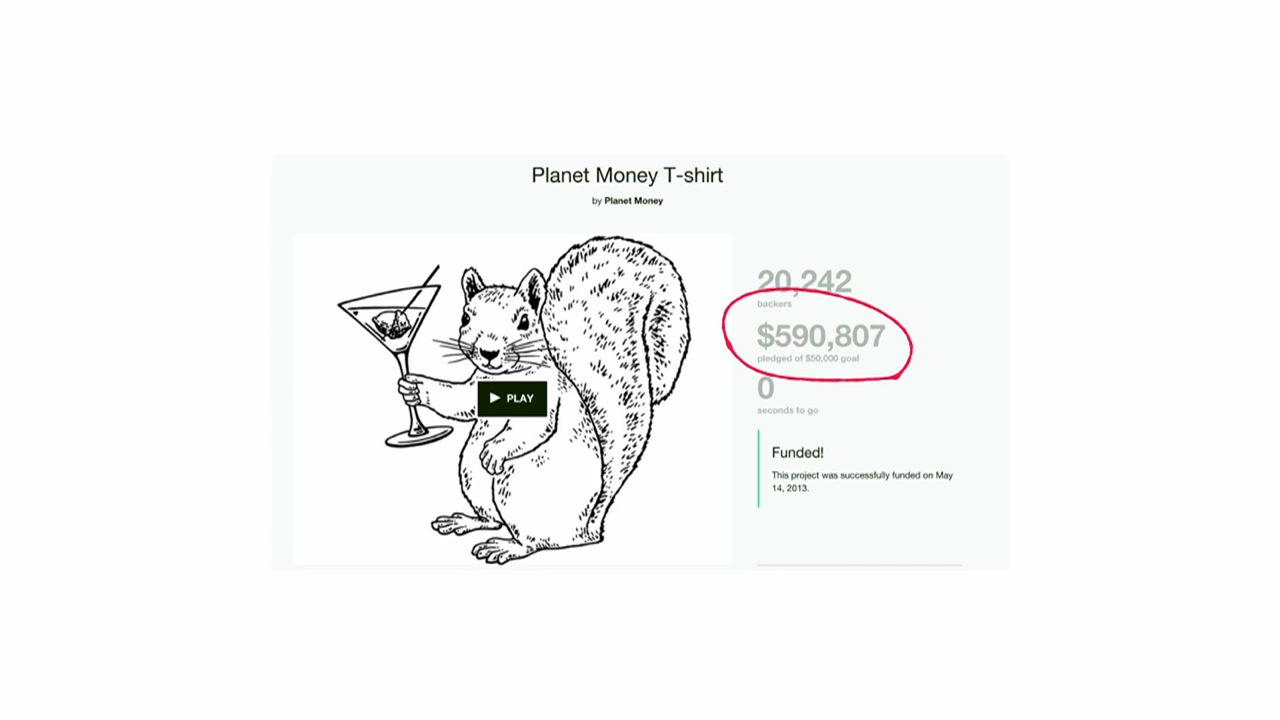 Planet Money T-shirt
by Planet Money
20,242
backers
$590,807
pledged of $50,000 goal
0
seconds to go
PLAY
Funded!
This project was successfully funded on May
14, 2013.